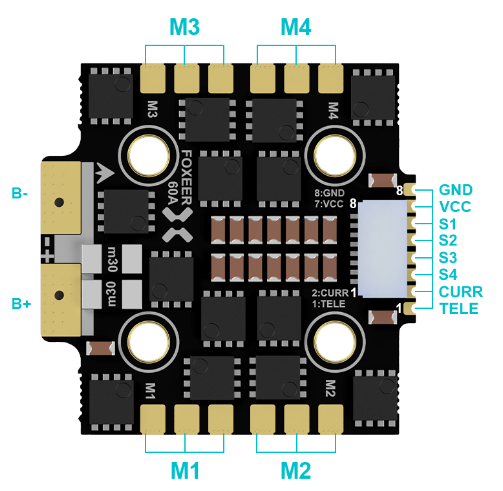 M3
M4
M3
M4
FOXEER
60A
8:GND
7:VCC
8
GND
8
VCC
B-
S1
S2
- +
m30
S3
S4
B+
m30
2:CURR
1:TELE
1
CURR
1
TELE
M1
M2
M1
M2